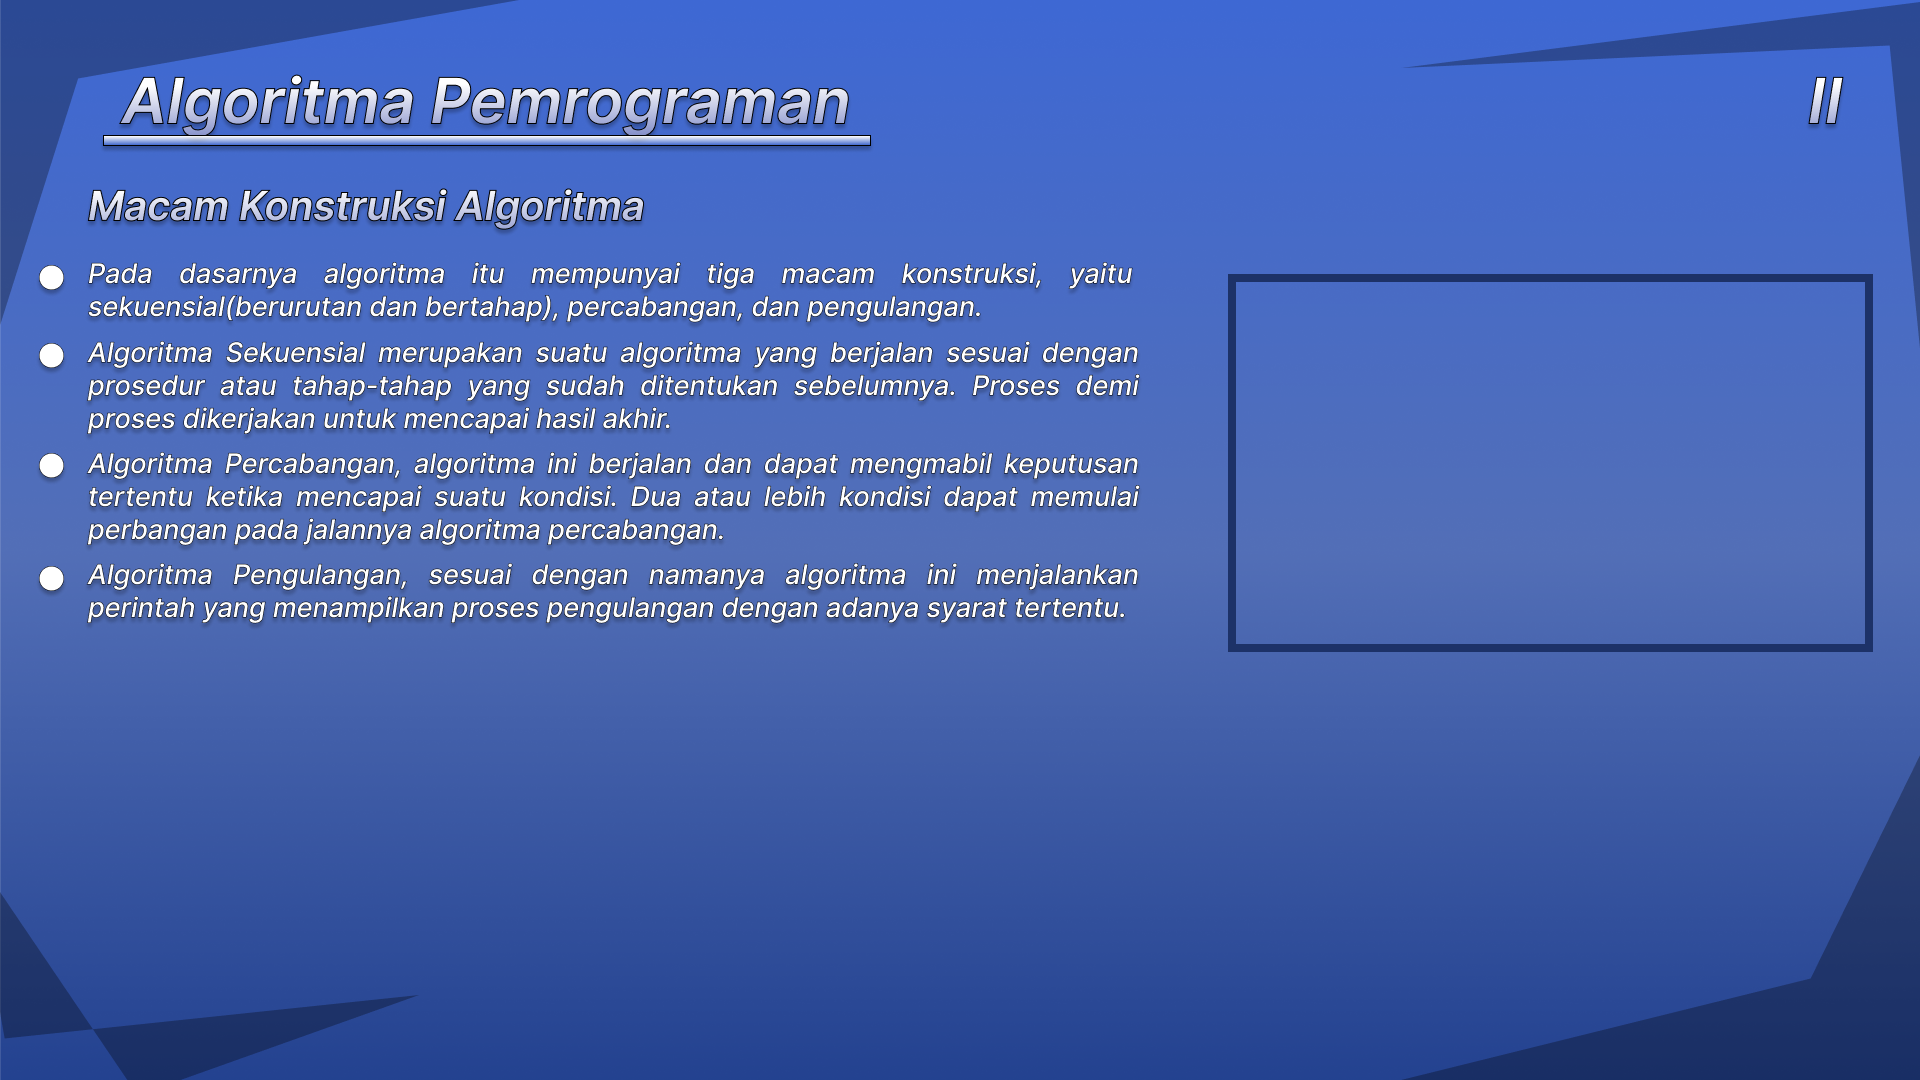 Algoritma Pemrograman
II
Macam Konstruksi Algoritma
Pada dasarnya algoritma itu mempunyai tiga macam konstruksi, yaitu
sekuensial(berurutan dan bertahap), percabangan, dan pengulangan.
Algoritma Sekuensial merupakan suatu algoritma yang berjalan sesuai dengan
prosedur atau tahap-tahap yang sudah ditentukan sebelumnya. Proses demi
proses dikerjakan untuk mencapai hasil akhir.
Algoritma Percabangan, algoritma ini berjalan dan dapat mengmabil keputusan
tertentu ketika mencapai suatu kondisi. Dua atau lebih kondisi dapat memulai
perbangan pada jalannya algoritma percabangan.
Algoritma Pengulangan, sesuai dengan namanya algoritma ini menjalankan
perintah yang menampilkan proses pengulangan dengan adanya syarat tertentu.